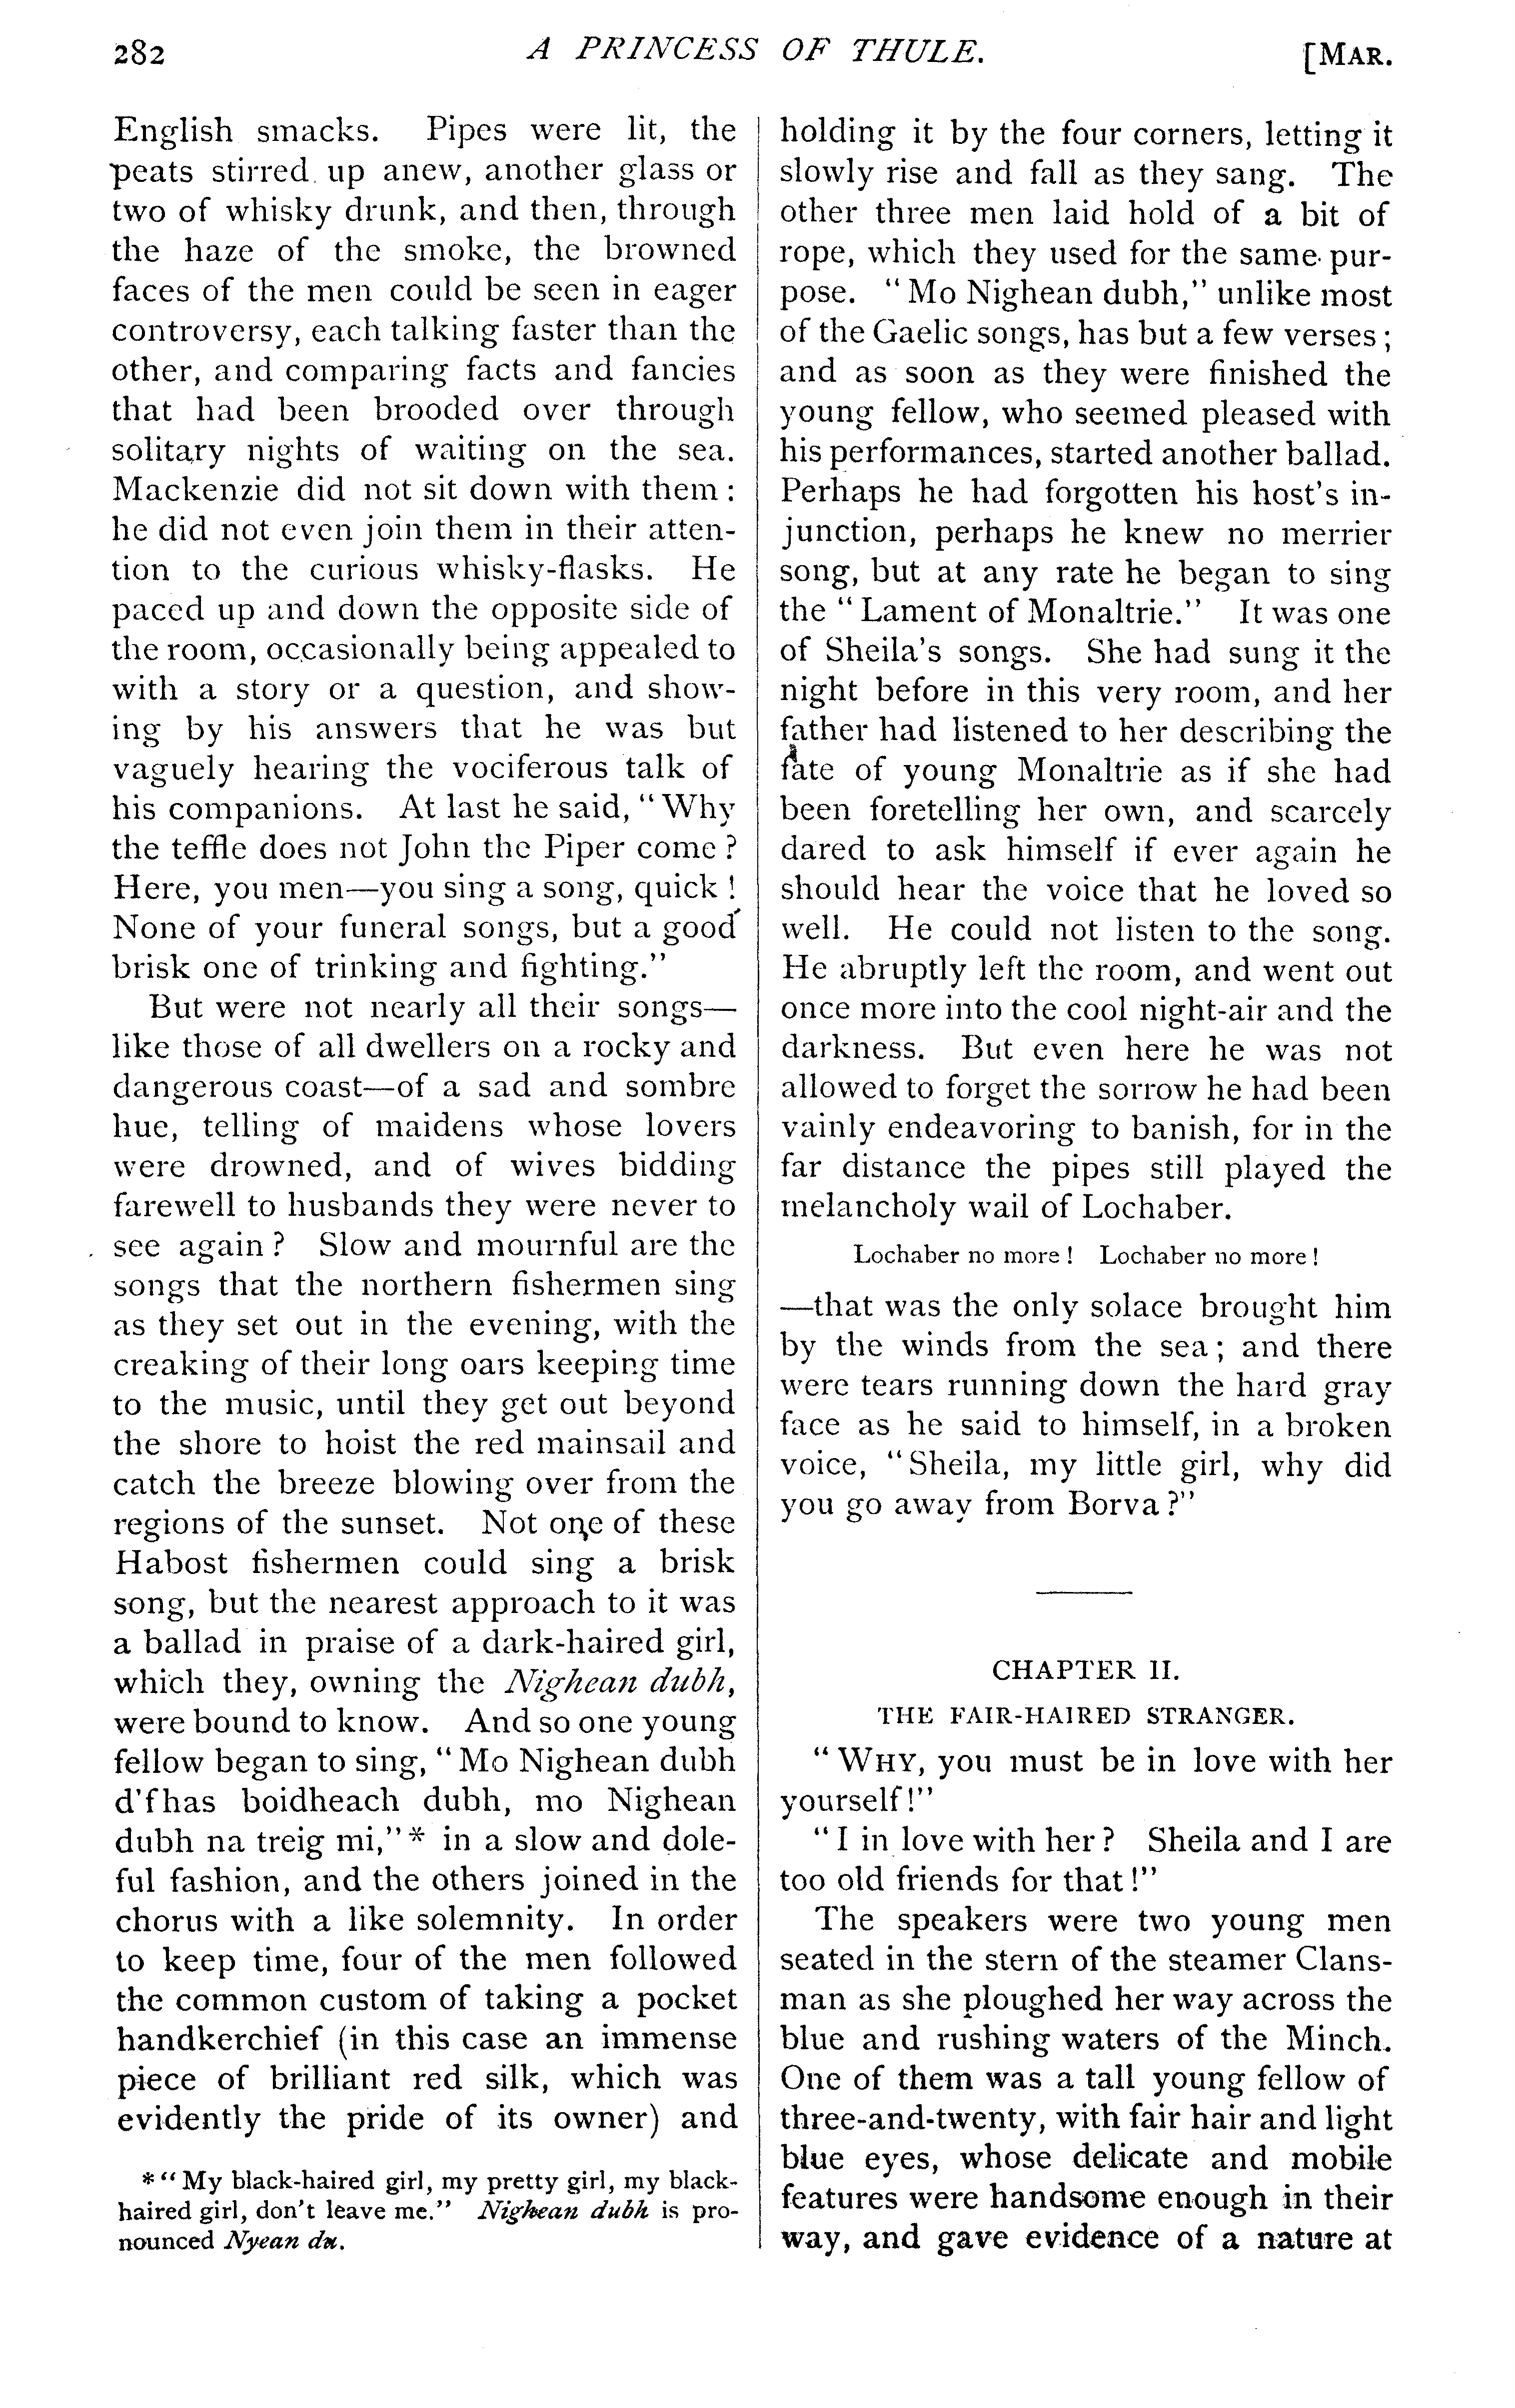 282 A PRINCESS OF THULE. [MAR.
English smacks. Pipes were lit, the
peats stirred up anew, another glass or
two of whisky drunk, and then, through
the haze of the smoke, the browned
faces of the men could be seen in eager
controversy, each talking faster than the
other, and comparing facts and fancies
that had been brooded over through
solitary nights of waiting on the sea.
Mackenzie did not sit down with them :
he did not even join them in their atten-
tion to the curious whisky-flasks. He
paced up and down the opposite side of
the room, occasionally being appealed to
with a story or a question, and show-
ing by his answers that he was but
vaguely hearing the vociferous talk of
his companions. At last he said, "Why
the teffle does not John the Piper come ?
Here, you men—you sing a song, quick !
None of your funeral songs, but a good
brisk one of trinking and fighting."
But were not nearly all their songs—
like those of all dwellers on a rocky and
dangerous coast—of a sad and sombre
hue, telling of maidens whose lovers
were drowned, and of wives bidding
farewell to husbands they were never to
see again ? Slow and mournful are the
songs that the northern fishermen sing
as they set out in the evening, with the
creaking of their long oars keeping time
to the music, until they get out beyond
the shore to hoist the red mainsail and
catch the breeze blowing over from the
regions of the sunset. Not one of these
Habost fishermen could sing a brisk
song, but the nearest approach to it was
a ballad in praise of a dark-haired girl,
which they, owning the Nighean dubh,
were bound to know. And so one young
fellow began to sing, "Mo Nighean dubh
d'fhas boidheach dubh, mo Nighean
dubh na treig mi,"* in a slow and dole-
ful fashion, and the others joined in the
chorus with a like solemnity. In order
to keep time, four of the men followed
the common custom of taking a pocket
handkerchief (in this case an immense
piece of brilliant red silk, which was
evidently the pride of its owner) and
* "My black-haired girl, my pretty girl, my black-
haired girl, don't leave me." Nighean dubh is pro-
nounced Nyean du.
holding it by the four corners, letting it
slowly rise and fall as they sang. The
other three men laid hold of a bit of
rope, which they used for the same pur-
pose. "Mo Nighean dubh," unlike most
of the Gaelic songs, has but a few verses ;
and as soon as they were finished the
young fellow, who seemed pleased with
his performances, started another ballad.
Perhaps he had forgotten his host's in-
junction, perhaps he knew no merrier
song, but at any rate he began to sing
the "Lament of Monaltrie." It was one
of Sheila's songs. She had sung it the
night before in this very room, and her
father had listened to her describing the
fate of young Monaltrie as if she had
been foretelling her own, and scarcely
dared to ask himself if ever again he
should hear the voice that he loved so
well. He could not listen to the song.
He abruptly left the room, and went out
once more into the cool night-air and the
darkness. But even here he was not
allowed to forget the sorrow he had been
vainly endeavoring to banish, for in the
far distance the pipes still played the
melancholy wail of Lochaber.
Lochaber no more ! Lochaber no more !
—that was the only solace brought him
by the winds from the sea ; and there
were tears running down the hard gray
face as he said to himself, in a broken
voice, "Sheila, my little girl, why did
you go away from Borva ?"
CHAPTER II.
THE FAIR-HAIRED STRANGER.
"WHY, you must be in love with her
yourself !"
"I in love with her ? Sheila and I are
too old friends for that !"
The speakers were two young men
seated in the stern of the steamer Clans-
man as she ploughed her way across the
blue and rushing waters of the Minch.
One of them was a tall young fellow of
three-and-twenty, with fair hair and light
blue eyes, whose delicate and mobile
features were handsome enough in their
way, and gave evidence of a nature at